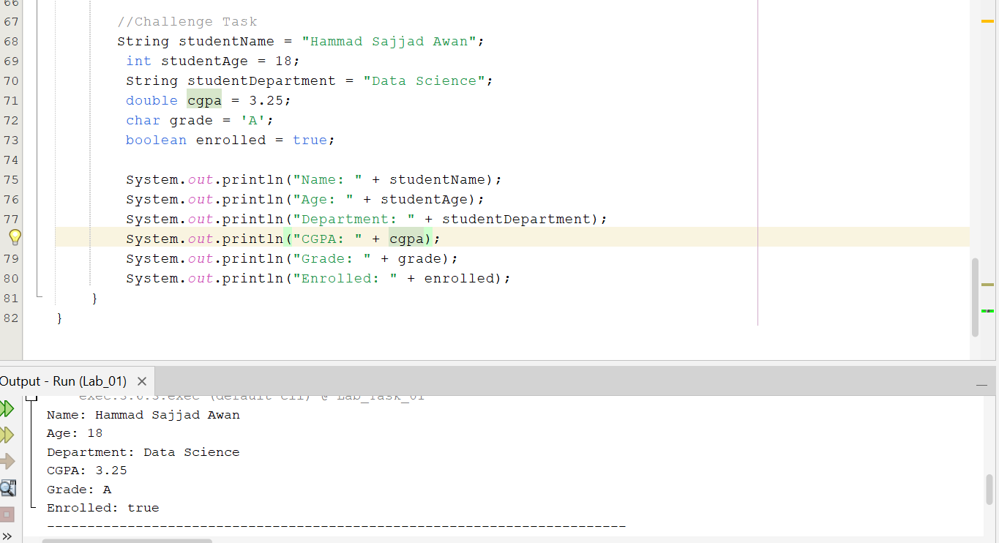 66
67 //Challenge Task
68 String studentName = "Hammad Sajjad Awan";
69 int studentAge = 18;
70 String studentDepartment = "Data Science";
71 double cgpa = 3.25;
72 char grade = 'A';
73 boolean enrolled = true;
74
75 System.out.println("Name: " + studentName);
76 System.out.println("Age: " + studentAge);
77 System.out.println("Department: " + studentDepartment);
System.out.println("CGPA: " + cgpa);
79 System.out.println("Grade: " + grade);
80 System.out.println("Enrolled: " + enrolled);
81 }
82 }
Output - Run (Lab_01)
exec:3.0.3:exec (default-cli) @ Lab_Task_01
Name: Hammad Sajjad Awan
Age: 18
Department: Data Science
CGPA: 3.25
Grade: A
Enrolled: true
------------------------------------------------------------------------